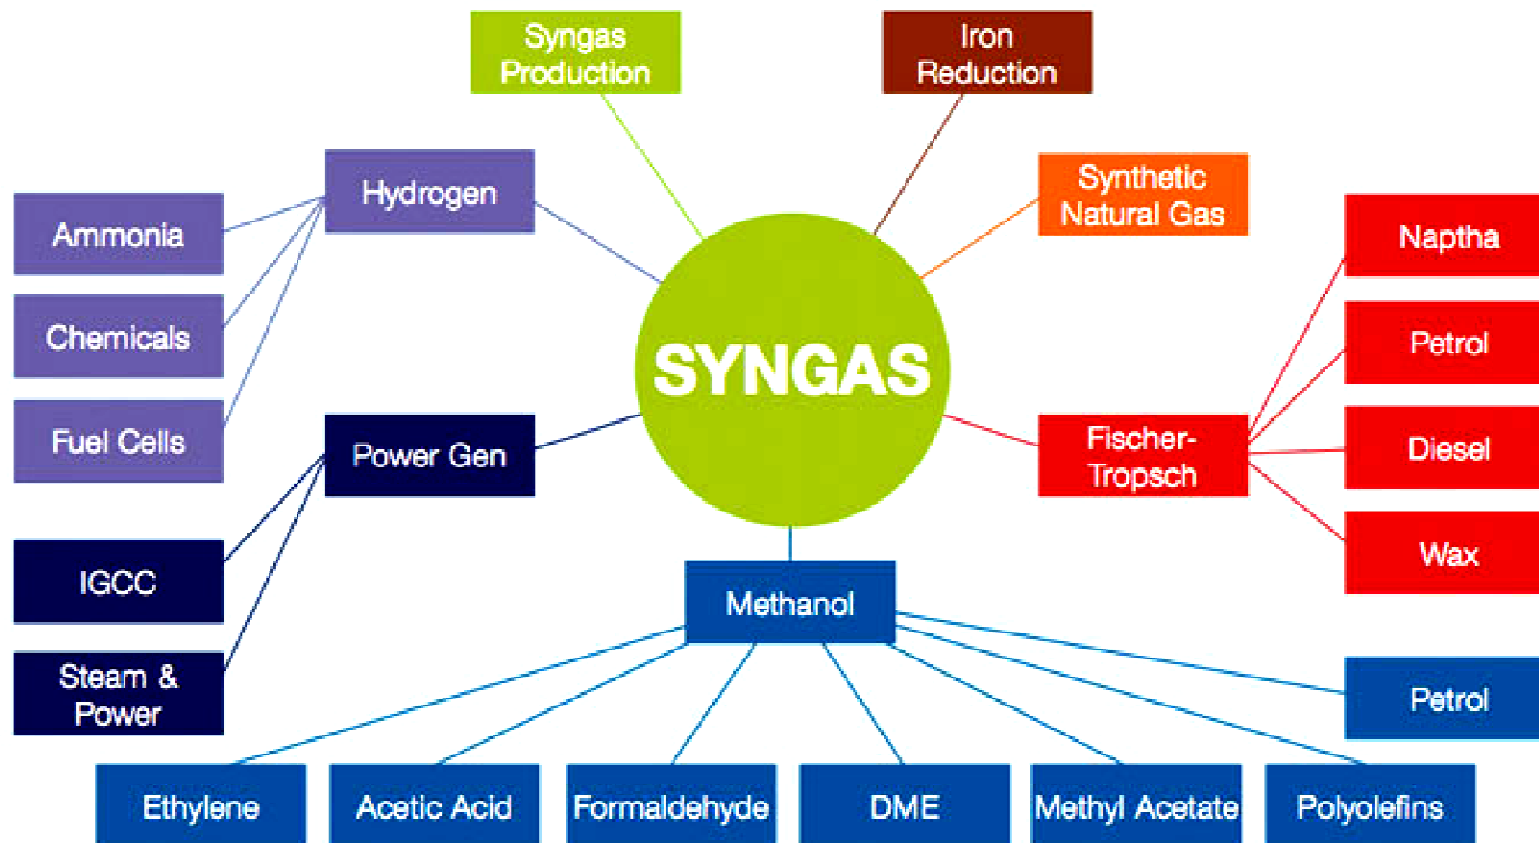 Syngas
Production
Iron
Reduction
Hydrogen
Synthetic
Natural Gas
Ammonia
Naptha
Chemicals
Petrol
SYNGAS
Fuel Cells
Power Gen
Fischer-
Tropsch
Diesel
IGCC
Wax
Methanol
Steam &
Power
Petrol
Ethylene
Acetic Acid
Formaldehyde
DME
Methyl Acetate
Polyolefins